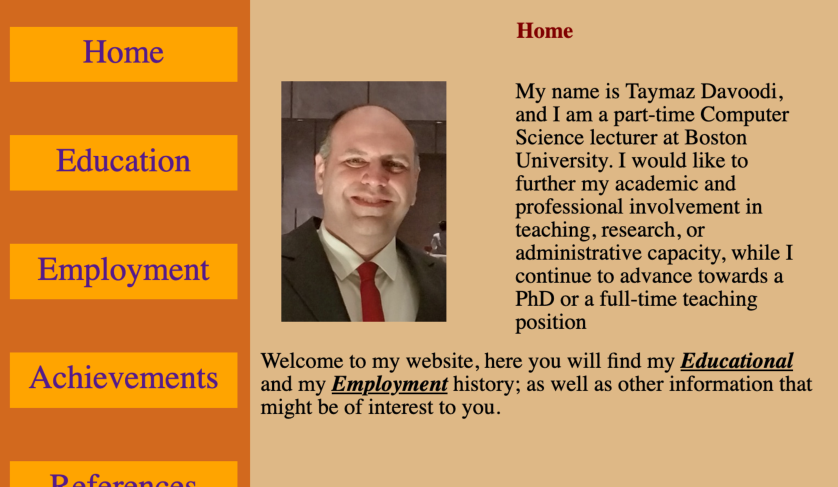 Home
Education
Employment
Achievements
References
Home
My name is Taymaz Davoodi,
and I am a part-time Computer
Science lecturer at Boston
University. I would like to
further my academic and
professional involvement in
teaching, research, or
administrative capacity, while I
continue to advance towards a
PhD or a full-time teaching
position
Welcome to my website, here you will find my Educational
and my Employment history; as well as other information that
might be of interest to you.